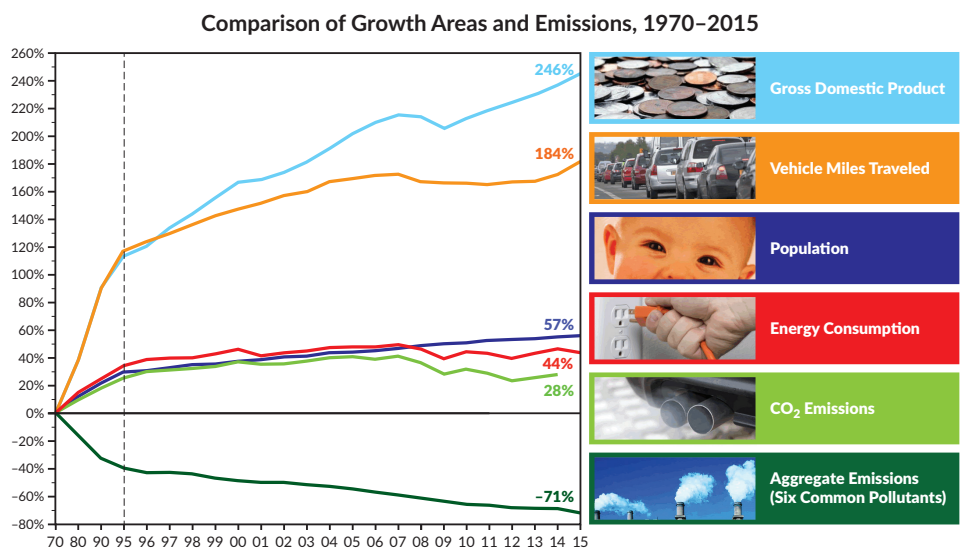 Comparison of Growth Areas and Emissions, 1970–2015
260%
240%
220%
200%
180%
160%
140%
120%
100%
80%
60%
40%
20%
0%
–20%
–40%
–60%
–80%
246%
184%
57%
44%
28%
–71%
70 80 90 95 96 97 98 99 00 01 02 03 04 05 06 07 08 09 10 11 12 13 14 15
Gross Domestic Product
Vehicle Miles Traveled
Population
Energy Consumption
CO₂ Emissions
Aggregate Emissions
(Six Common Pollutants)